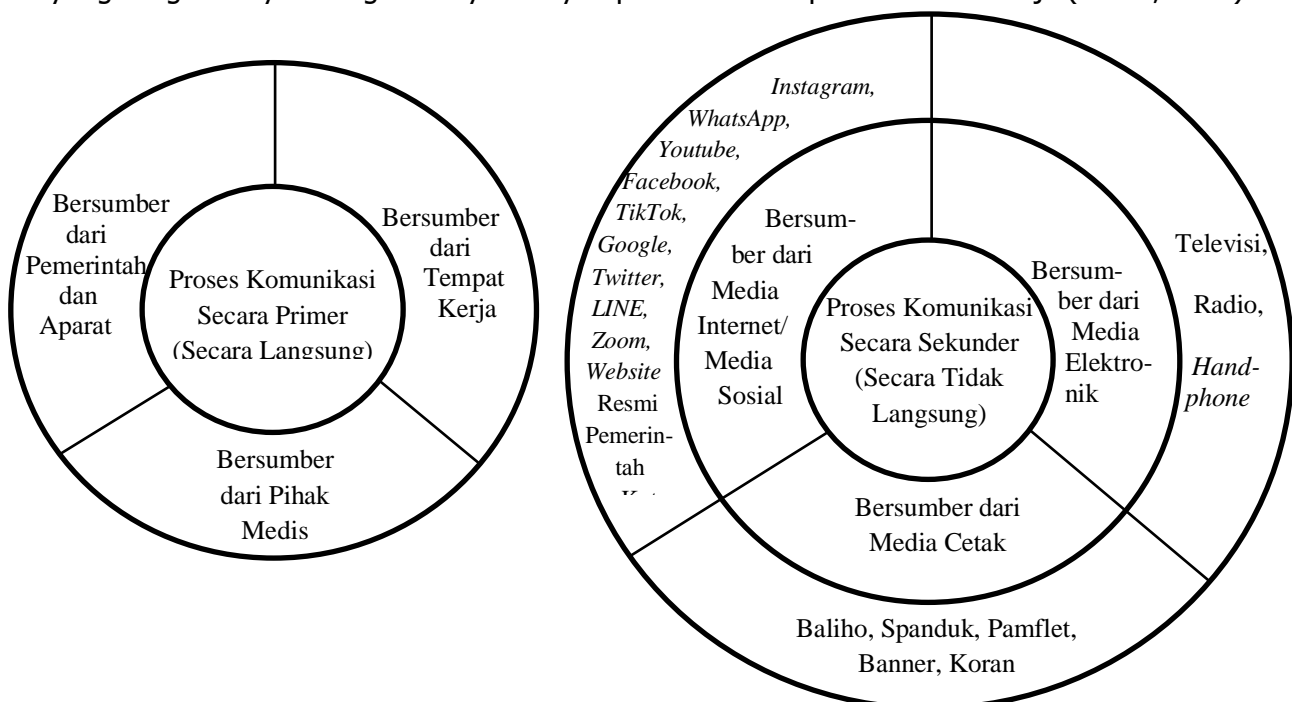 Bersumber
dari
Pemerintah
dan
Aparat
Proses Komunikasi
Secara Primer
(Secara Langsung)
Bersumber
dari
Tempat
Kerja
Bersumber
dari Pihak
Medis
Instagram,
WhatsApp,
Youtube,
Facebook,
TikTok,
Google,
Twitter,
LINE,
Zoom,
Website
Resmi
Pemerin-
tah
Bersum-
ber dari
Media
Internet/
Media
Sosial
Proses Komunikasi
Secara Sekunder
(Secara Tidak
Langsung)
Bersum-
ber dari
Media
Elektro-
nik
Televisi,
Radio,
Hand-
phone
Bersumber dari
Media Cetak
Baliho, Spanduk, Pamflet,
Banner, Koran